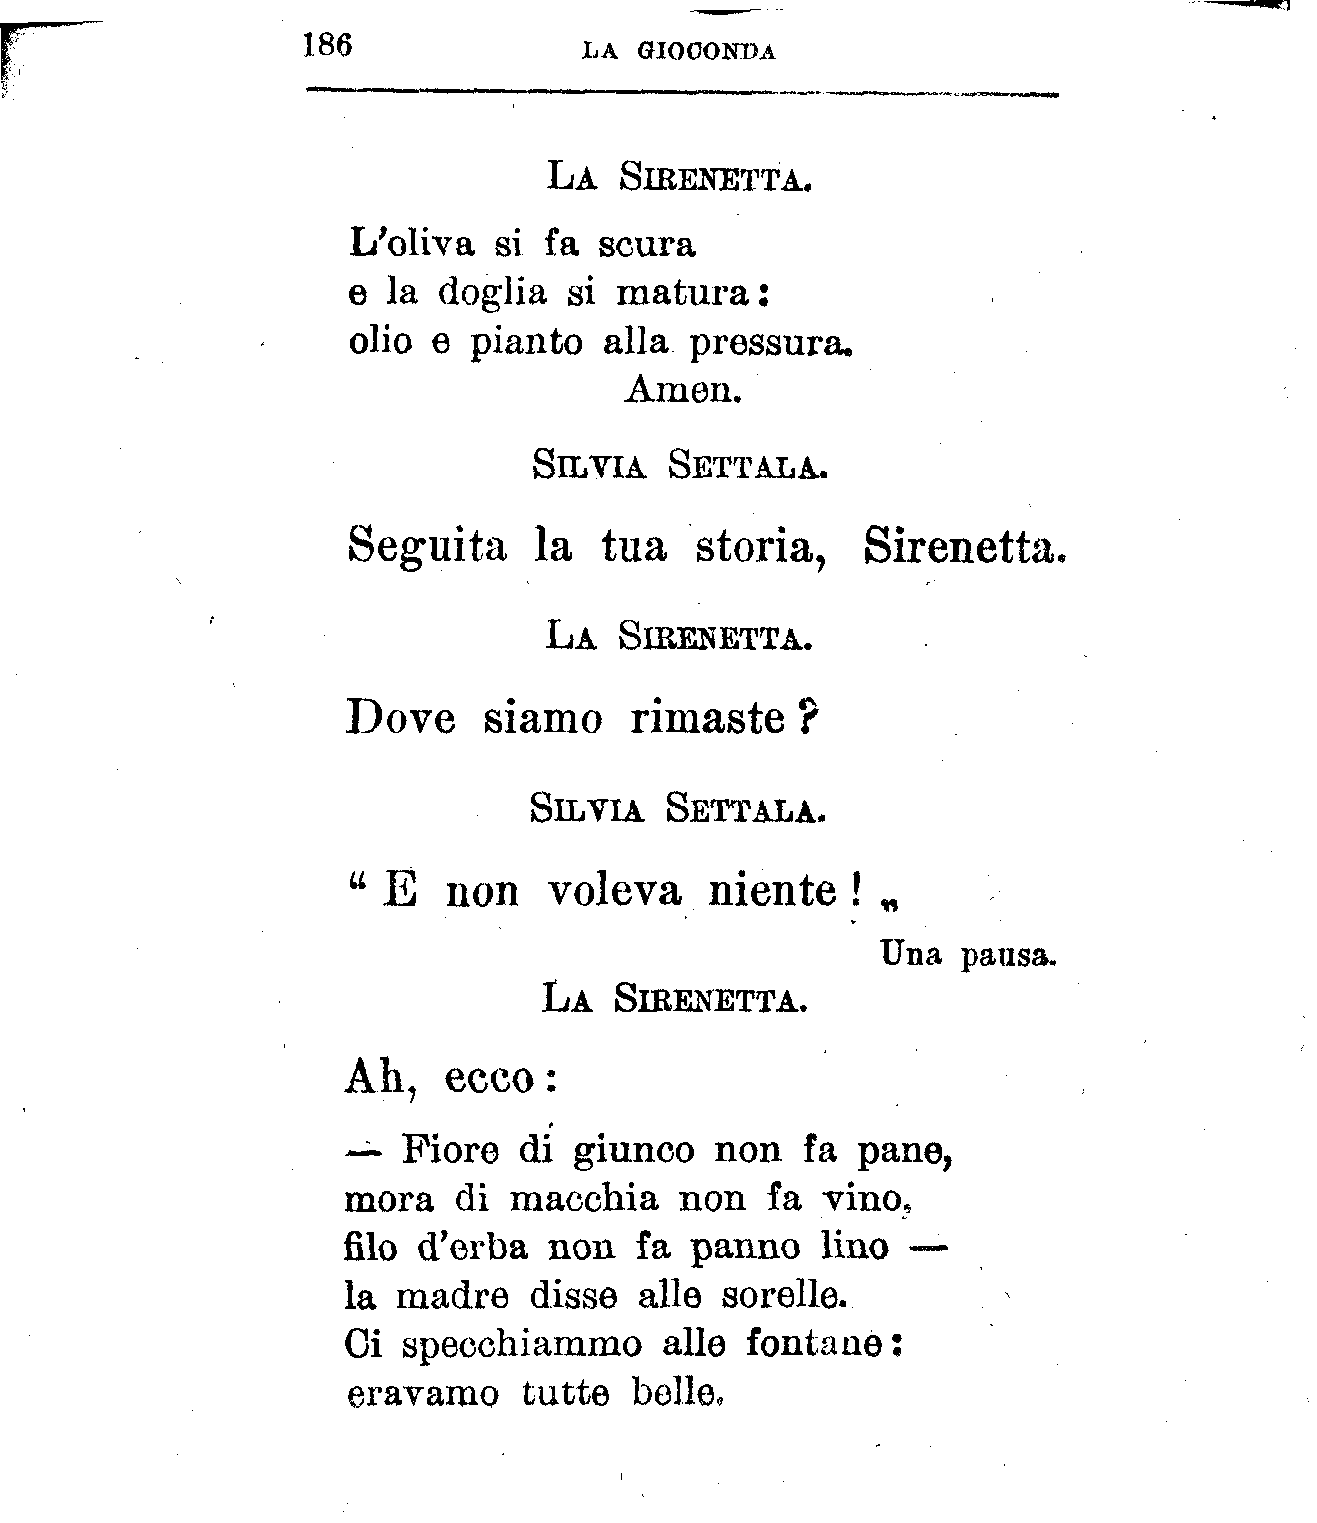 186 LA GIOCONDA
LA SIRENETTA.
L'oliva si fa scura
e la doglia si matura:
olio e pianto alla pressura.
Amen.
SILVIA SETTALA.
Seguita la tua storia, Sirenetta.
LA SIRENETTA.
Dove siamo rimaste?
SILVIA SETTALA.
“ E non voleva niente! „
Una pausa.
LA SIRENETTA.
Ah, ecco:
— Fiore di giunco non fa pane,
mora di macchia non fa vino,
filo d'erba non fa panno lino —
la madre disse alle sorelle.
Ci specchiammo alle fontane:
eravamo tutte belle.